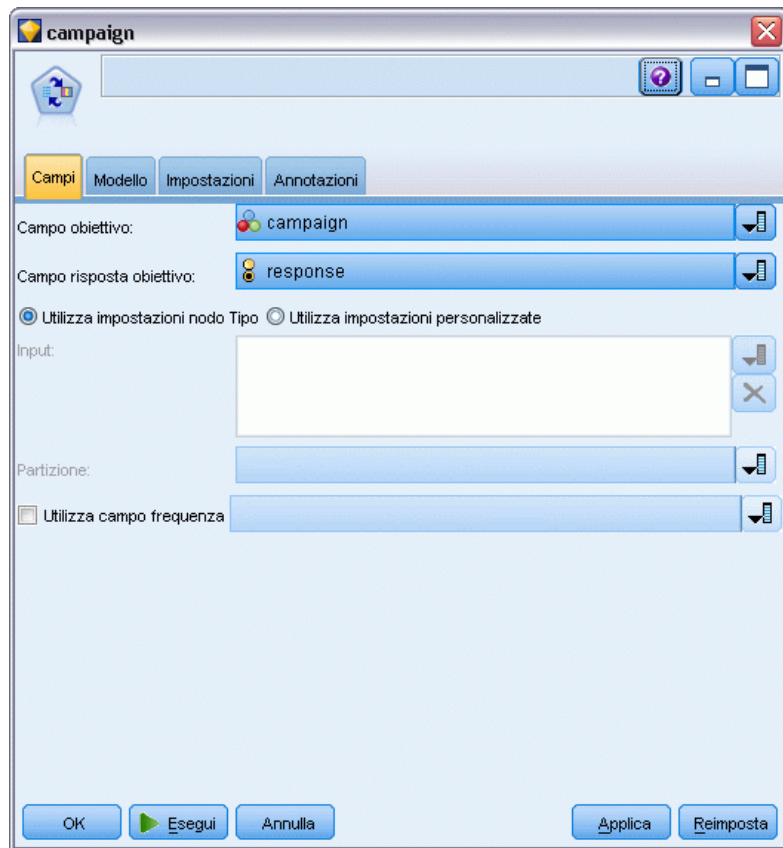 campaign
Campi Modello Impostazioni Annotazioni
Campo obiettivo: campaign
Campo risposta obiettivo: response
Utilizza impostazioni nodo Tipo Utilizza impostazioni personalizzate
Input:
Partizione:
Utilizza campo frequenza
OK Esegui Annulla Applica Reimposta